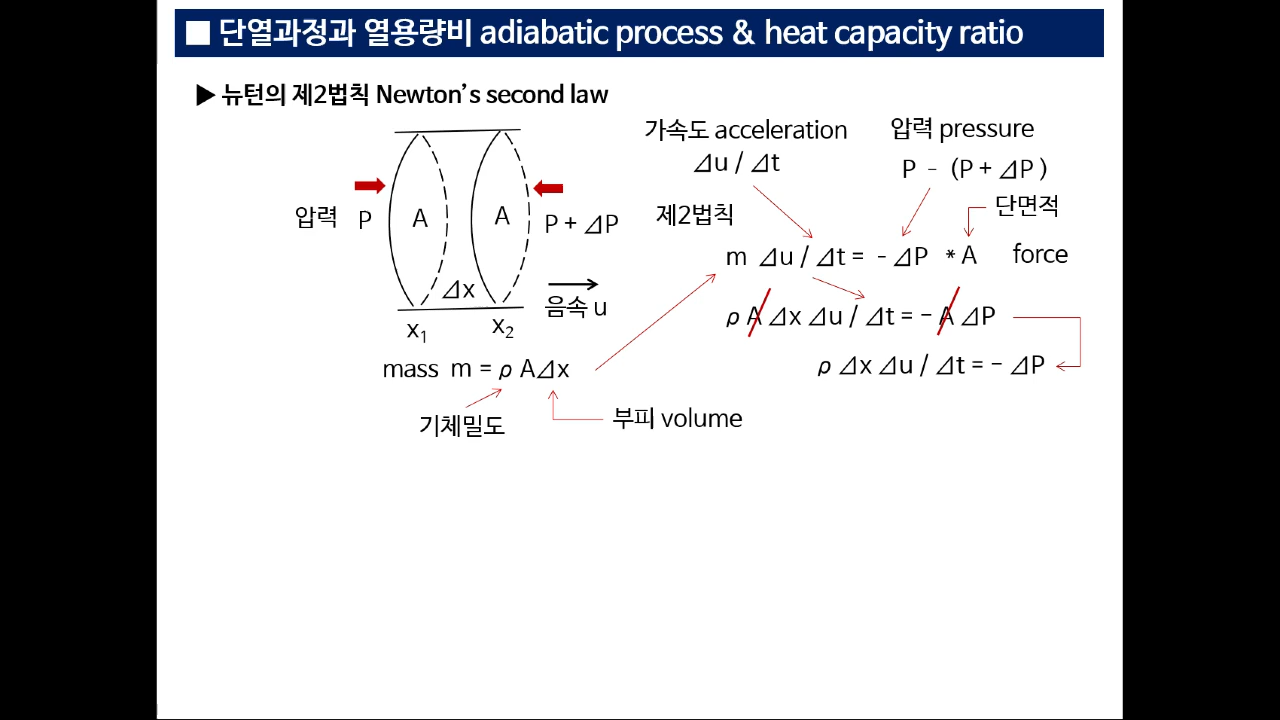 ■ 단열과정과 열용량비 adiabatic process & heat capacity ratio
▶ 뉴턴의 제2법칙 Newton's second law
가속도 acceleration
⊿u / ⊿t
압력 pressure
P - (P + ⊿P )
단면적
압력 P
A
A
P + ⊿P
⊿x
음속 u
x₁
x₂
제2법칙
m ⊿u / ⊿t = - ⊿P * A force
ρ A ⊿x ⊿u / ⊿t = - A ⊿P
ρ ⊿x ⊿u / ⊿t = - ⊿P
mass m = ρ A⊿x
기체밀도
부피 volume